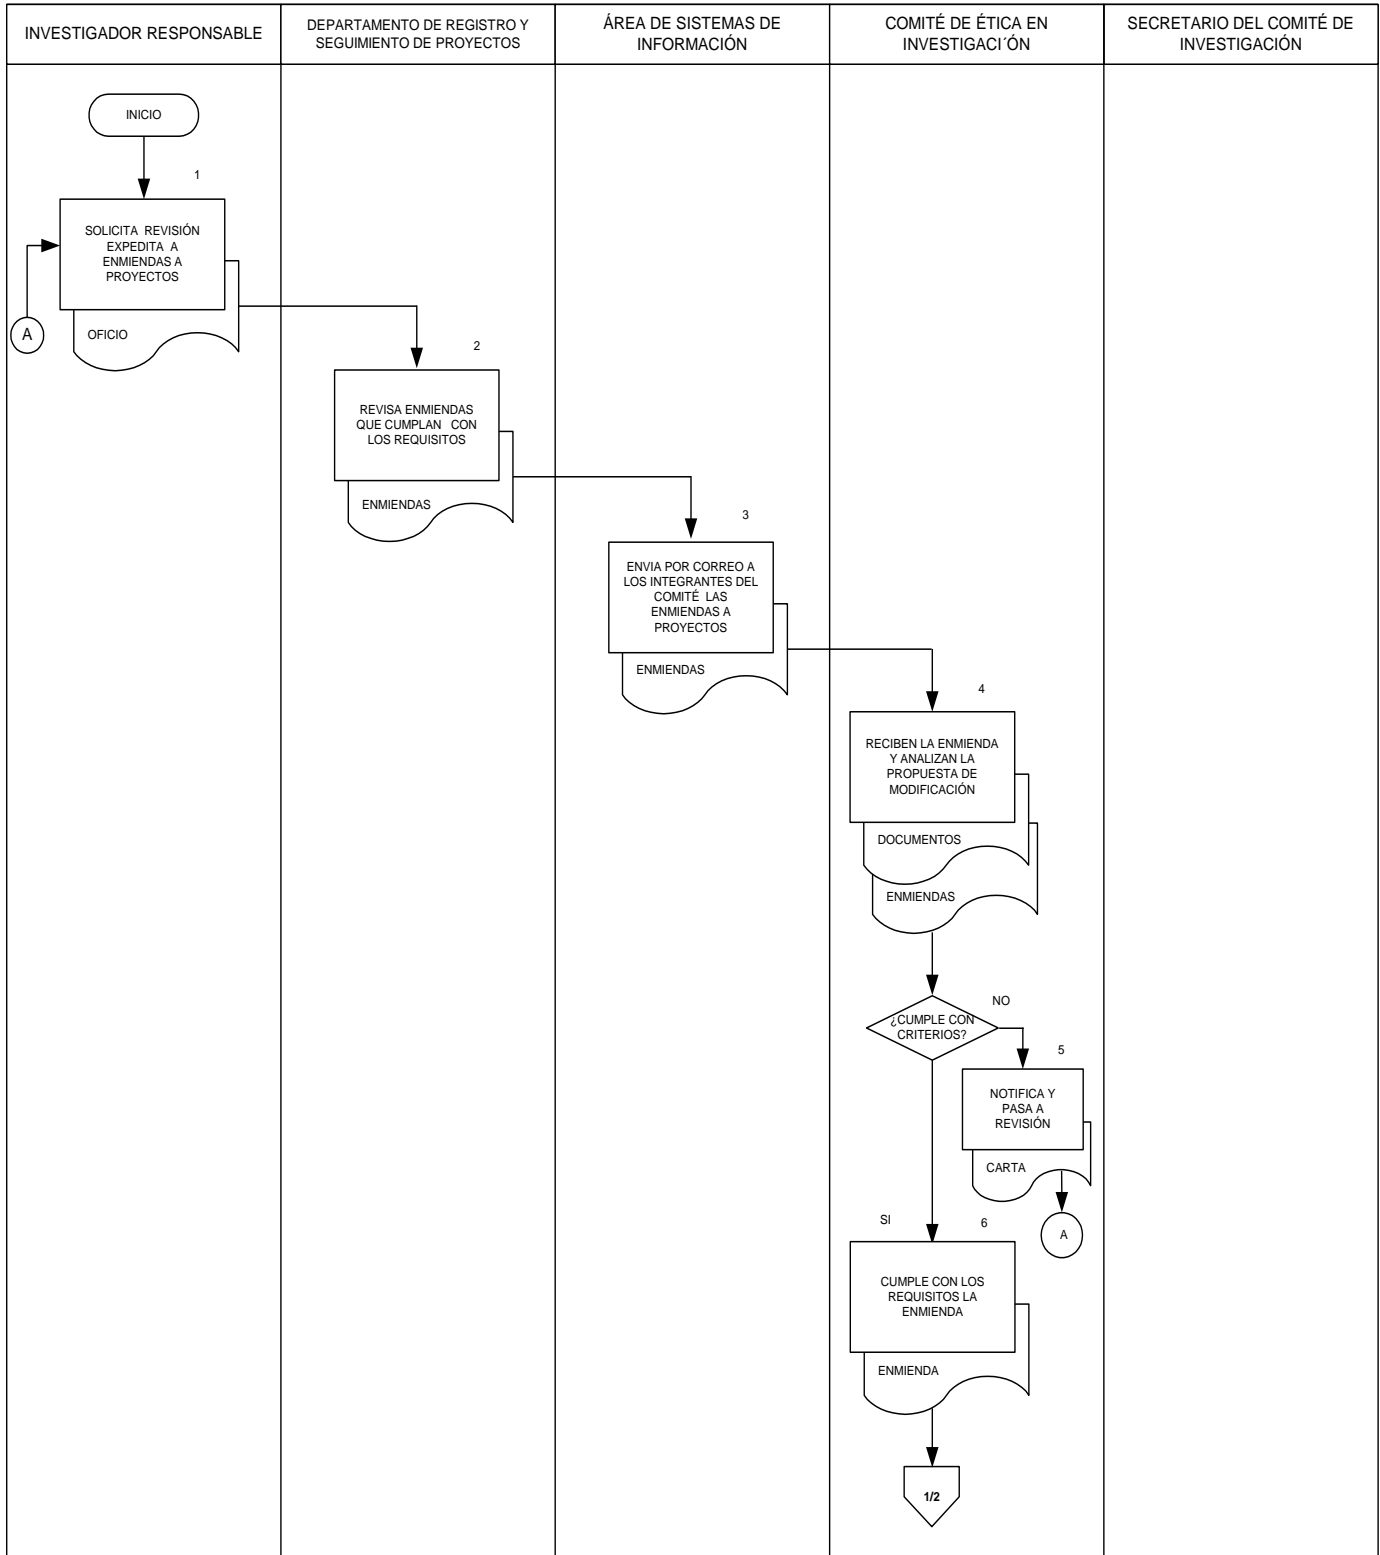 INVESTIGADOR RESPONSABLE
DEPARTAMENTO DE REGISTRO Y
SEGUIMIENTO DE PROYECTOS
ÁREA DE SISTEMAS DE
INFORMACIÓN
COMITÉ DE ÉTICA EN
INVESTIGACI´ÓN
SECRETARIO DEL COMITÉ DE
INVESTIGACIÓN
INICIO
1
SOLICITA REVISIÓN
EXPEDITA A
ENMIENDAS A
PROYECTOS
A
OFICIO
2
REVISA ENMIENDAS
QUE CUMPLAN CON
LOS REQUISITOS
ENMIENDAS
3
ENVIA POR CORREO A
LOS INTEGRANTES DEL
COMITÉ LAS
ENMIENDAS A
PROYECTOS
ENMIENDAS
4
RECIBEN LA ENMIENDA
Y ANALIZAN LA
PROPUESTA DE
MODIFICACIÓN
DOCUMENTOS
ENMIENDAS
¿CUMPLE CON
CRITERIOS?
NO
5
NOTIFICA Y
PASA A
REVISIÓN
CARTA
A
SI
6
CUMPLE CON LOS
REQUISITOS LA
ENMIENDA
ENMIENDA
1/2